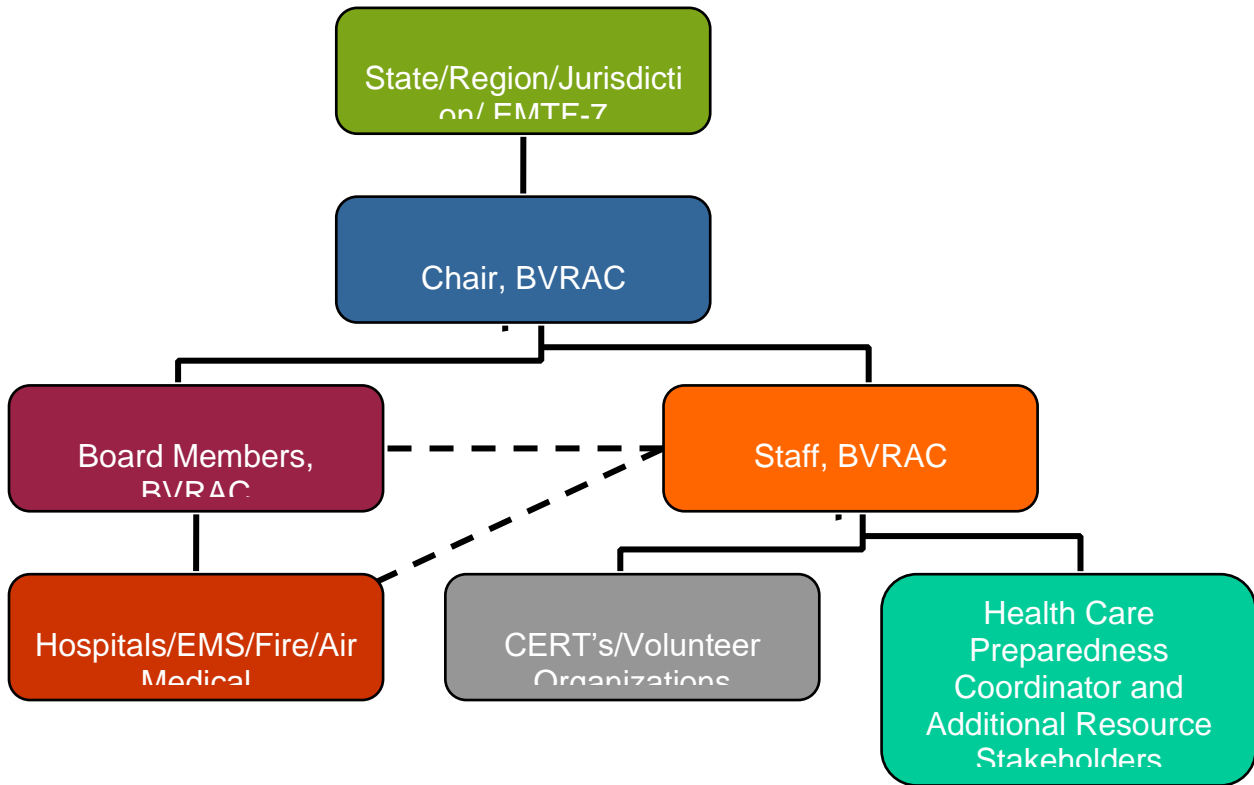 State/Region/Jurisdicti
on/ EMTF-7
Chair, BVRAC
Board Members,
BVRAC
Staff, BVRAC
Hospitals/EMS/Fire/Air
Medical
CERT’s/Volunteer
Organizations
Health Care
Preparedness
Coordinator and
Additional Resource
Stakeholders